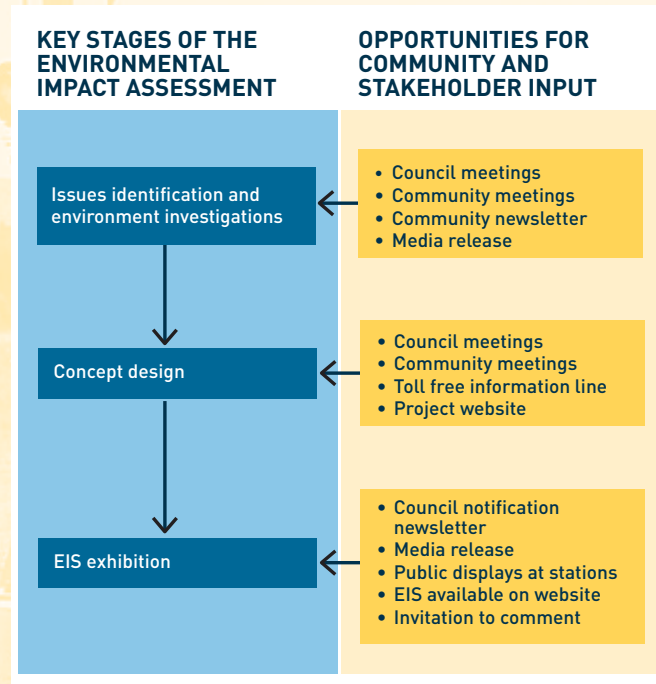 KEY STAGES OF THE
ENVIRONMENTAL
IMPACT ASSESSMENT
OPPORTUNITIES FOR
COMMUNITY AND
STAKEHOLDER INPUT
Issues identification and
environment investigations
• Council meetings
• Community meetings
• Community newsletter
• Media release
Concept design
• Council meetings
• Community meetings
• Toll free information line
• Project website
EIS exhibition
• Council notification
newsletter
• Media release
• Public displays at stations
• EIS available on website
• Invitation to comment